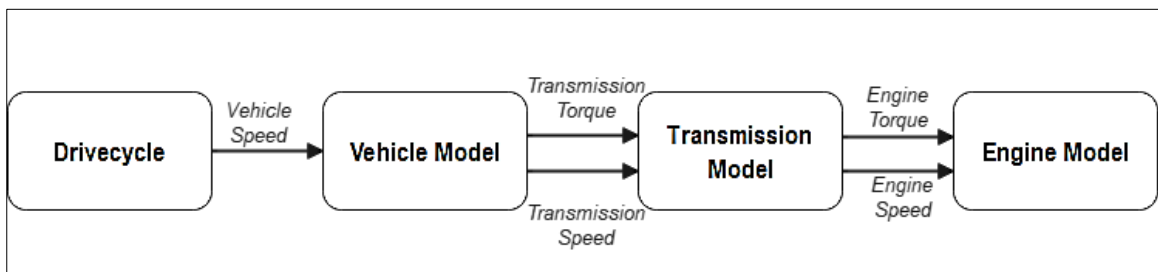 Drivecycle
Vehicle
Speed
Vehicle Model
Transmission
Torque
Transmission
Speed
Transmission
Model
Engine
Torque
Engine
Speed
Engine Model